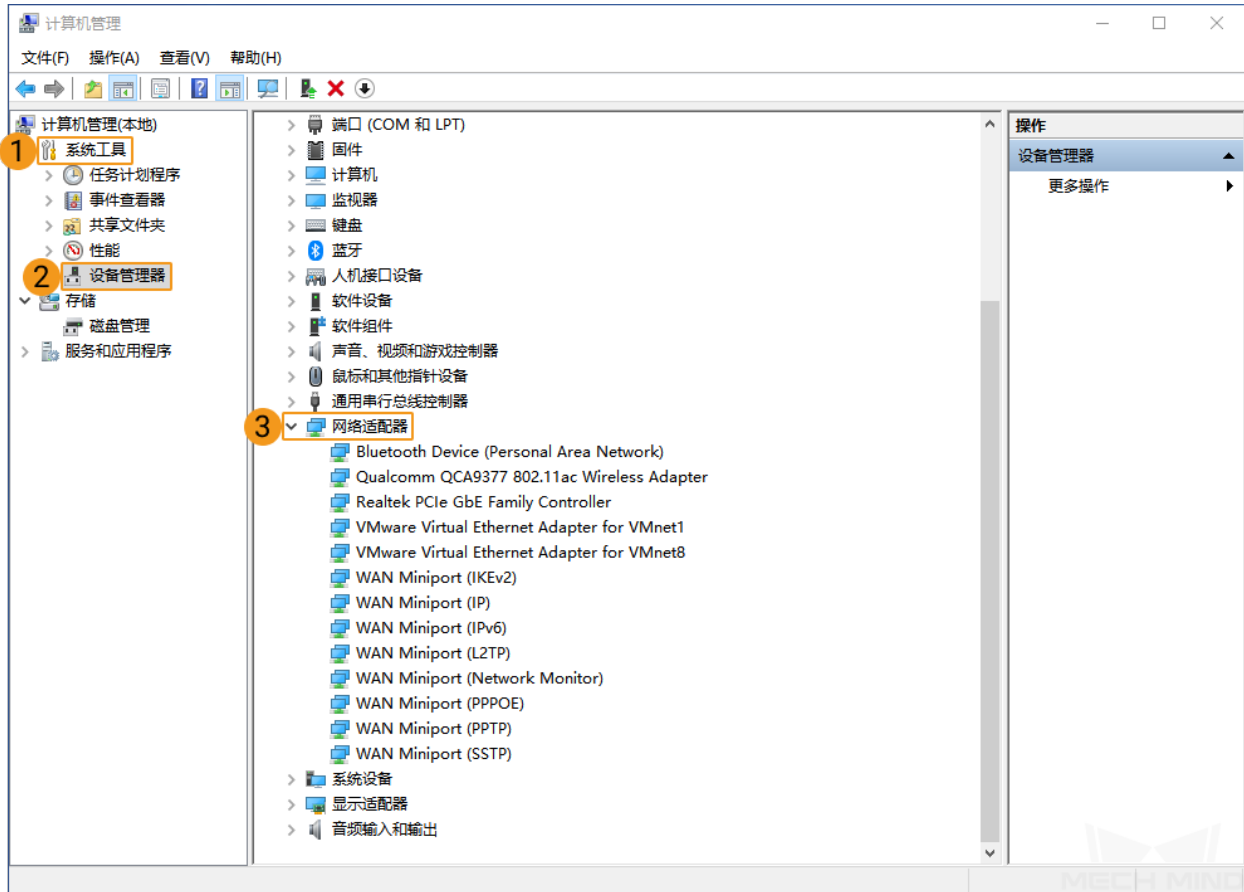 计算机管理
文件(F) 操作(A) 查看(V) 帮助(H)
计算机管理(本地)
1 系统工具
任务计划程序
事件查看器
共享文件夹
性能
2 设备管理器
存储
磁盘管理
服务和应用程序
端口 (COM 和 LPT)
固件
计算机
监视器
键盘
蓝牙
人机接口设备
软件设备
软件组件
声音、视频和游戏控制器
鼠标和其他指针设备
通用串行总线控制器
3 网络适配器
Bluetooth Device (Personal Area Network)
Qualcomm QCA9377 802.11ac Wireless Adapter
Realtek PCIe GbE Family Controller
VMware Virtual Ethernet Adapter for VMnet1
VMware Virtual Ethernet Adapter for VMnet8
WAN Miniport (IKEv2)
WAN Miniport (IP)
WAN Miniport (IPv6)
WAN Miniport (L2TP)
WAN Miniport (Network Monitor)
WAN Miniport (PPPOE)
WAN Miniport (PPTP)
WAN Miniport (SSTP)
系统设备
显示适配器
音频输入和输出
操作
设备管理器
更多操作
MECH MIND